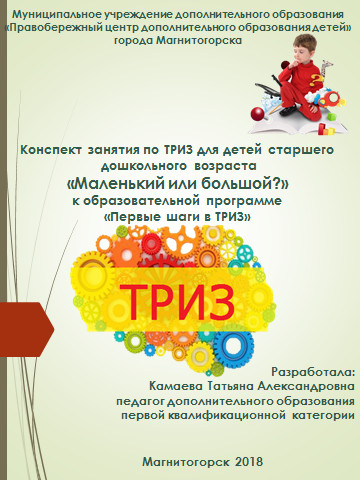 Муниципальное учреждение дополнительного образования
«Правобережный центр дополнительного образования детей»
города Магнитогорска
Конспект занятия по ТРИЗ для детей старшего
дошкольного возраста
«Маленький или большой?»
к образовательной программе
«Первые шаги в ТРИЗ»
ТРИЗ
Разработала:
Камаева Татьяна Александровна
педагог дополнительного образования
первой квалификационной категории
Магнитогорск 2018